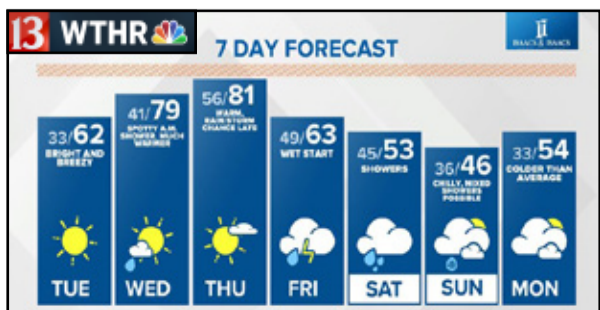 13 WTHR
7 DAY FORECAST
ISAACS & ISAACS
33/62
BRIGHT AND
BREEZY
TUE
41/79
SPOTTY A.M.
SHOWER, MUCH
WARMER
WED
56/81
WARM,
RAIN/STORM
CHANCE LATE
THU
49/63
WET START
FRI
45/53
SHOWERS
SAT
36/46
CHILLY, MIXED
SHOWERS
POSSIBLE
SUN
33/54
COLDER THAN
AVERAGE
MON